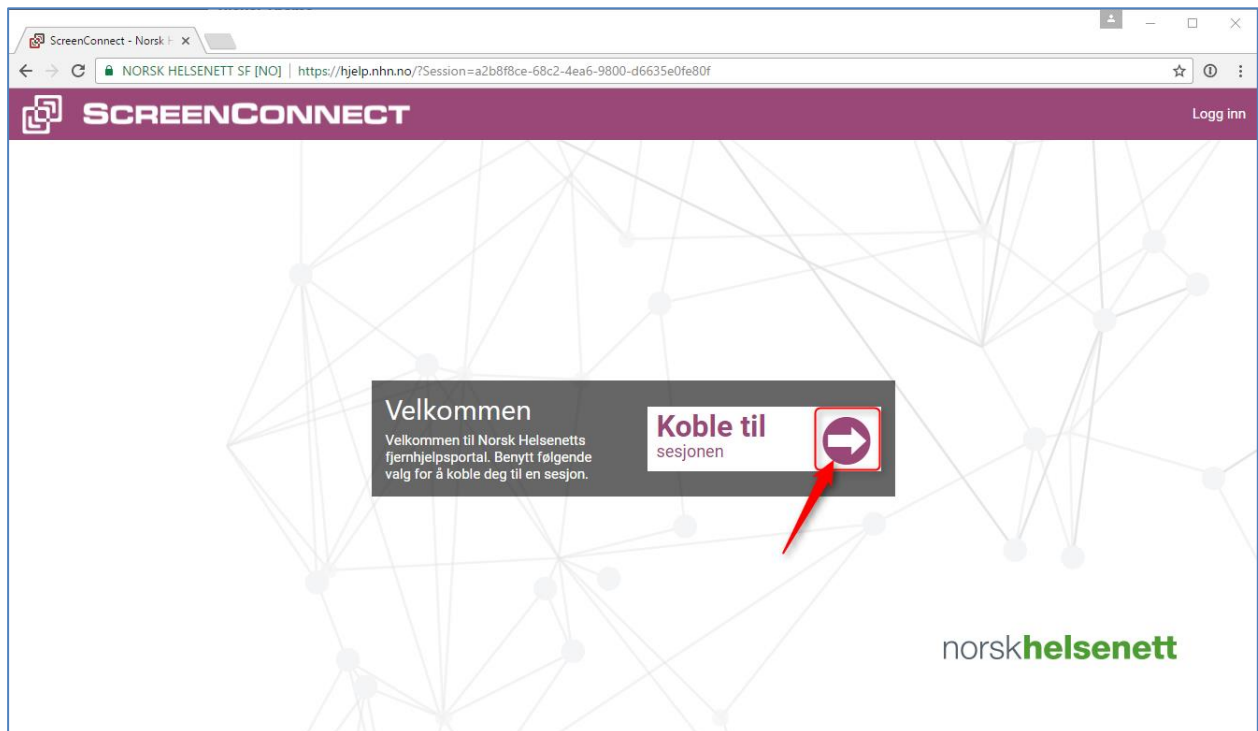 ScreenConnect - Norsk H
NORSK HELSENETT SF [NO] | https://hjelp.nhn.no/?Session=a2b8f8ce-68c2-4ea6-9800-d6635e0fe80f
SCREENCONNECT
Logg inn
Velkommen
Velkommen til Norsk Helsenetts
fjernhjelpsportal. Benytt følgende
valg for å koble deg til en sesjon.
Koble til
sesjonen
norskhelsenett